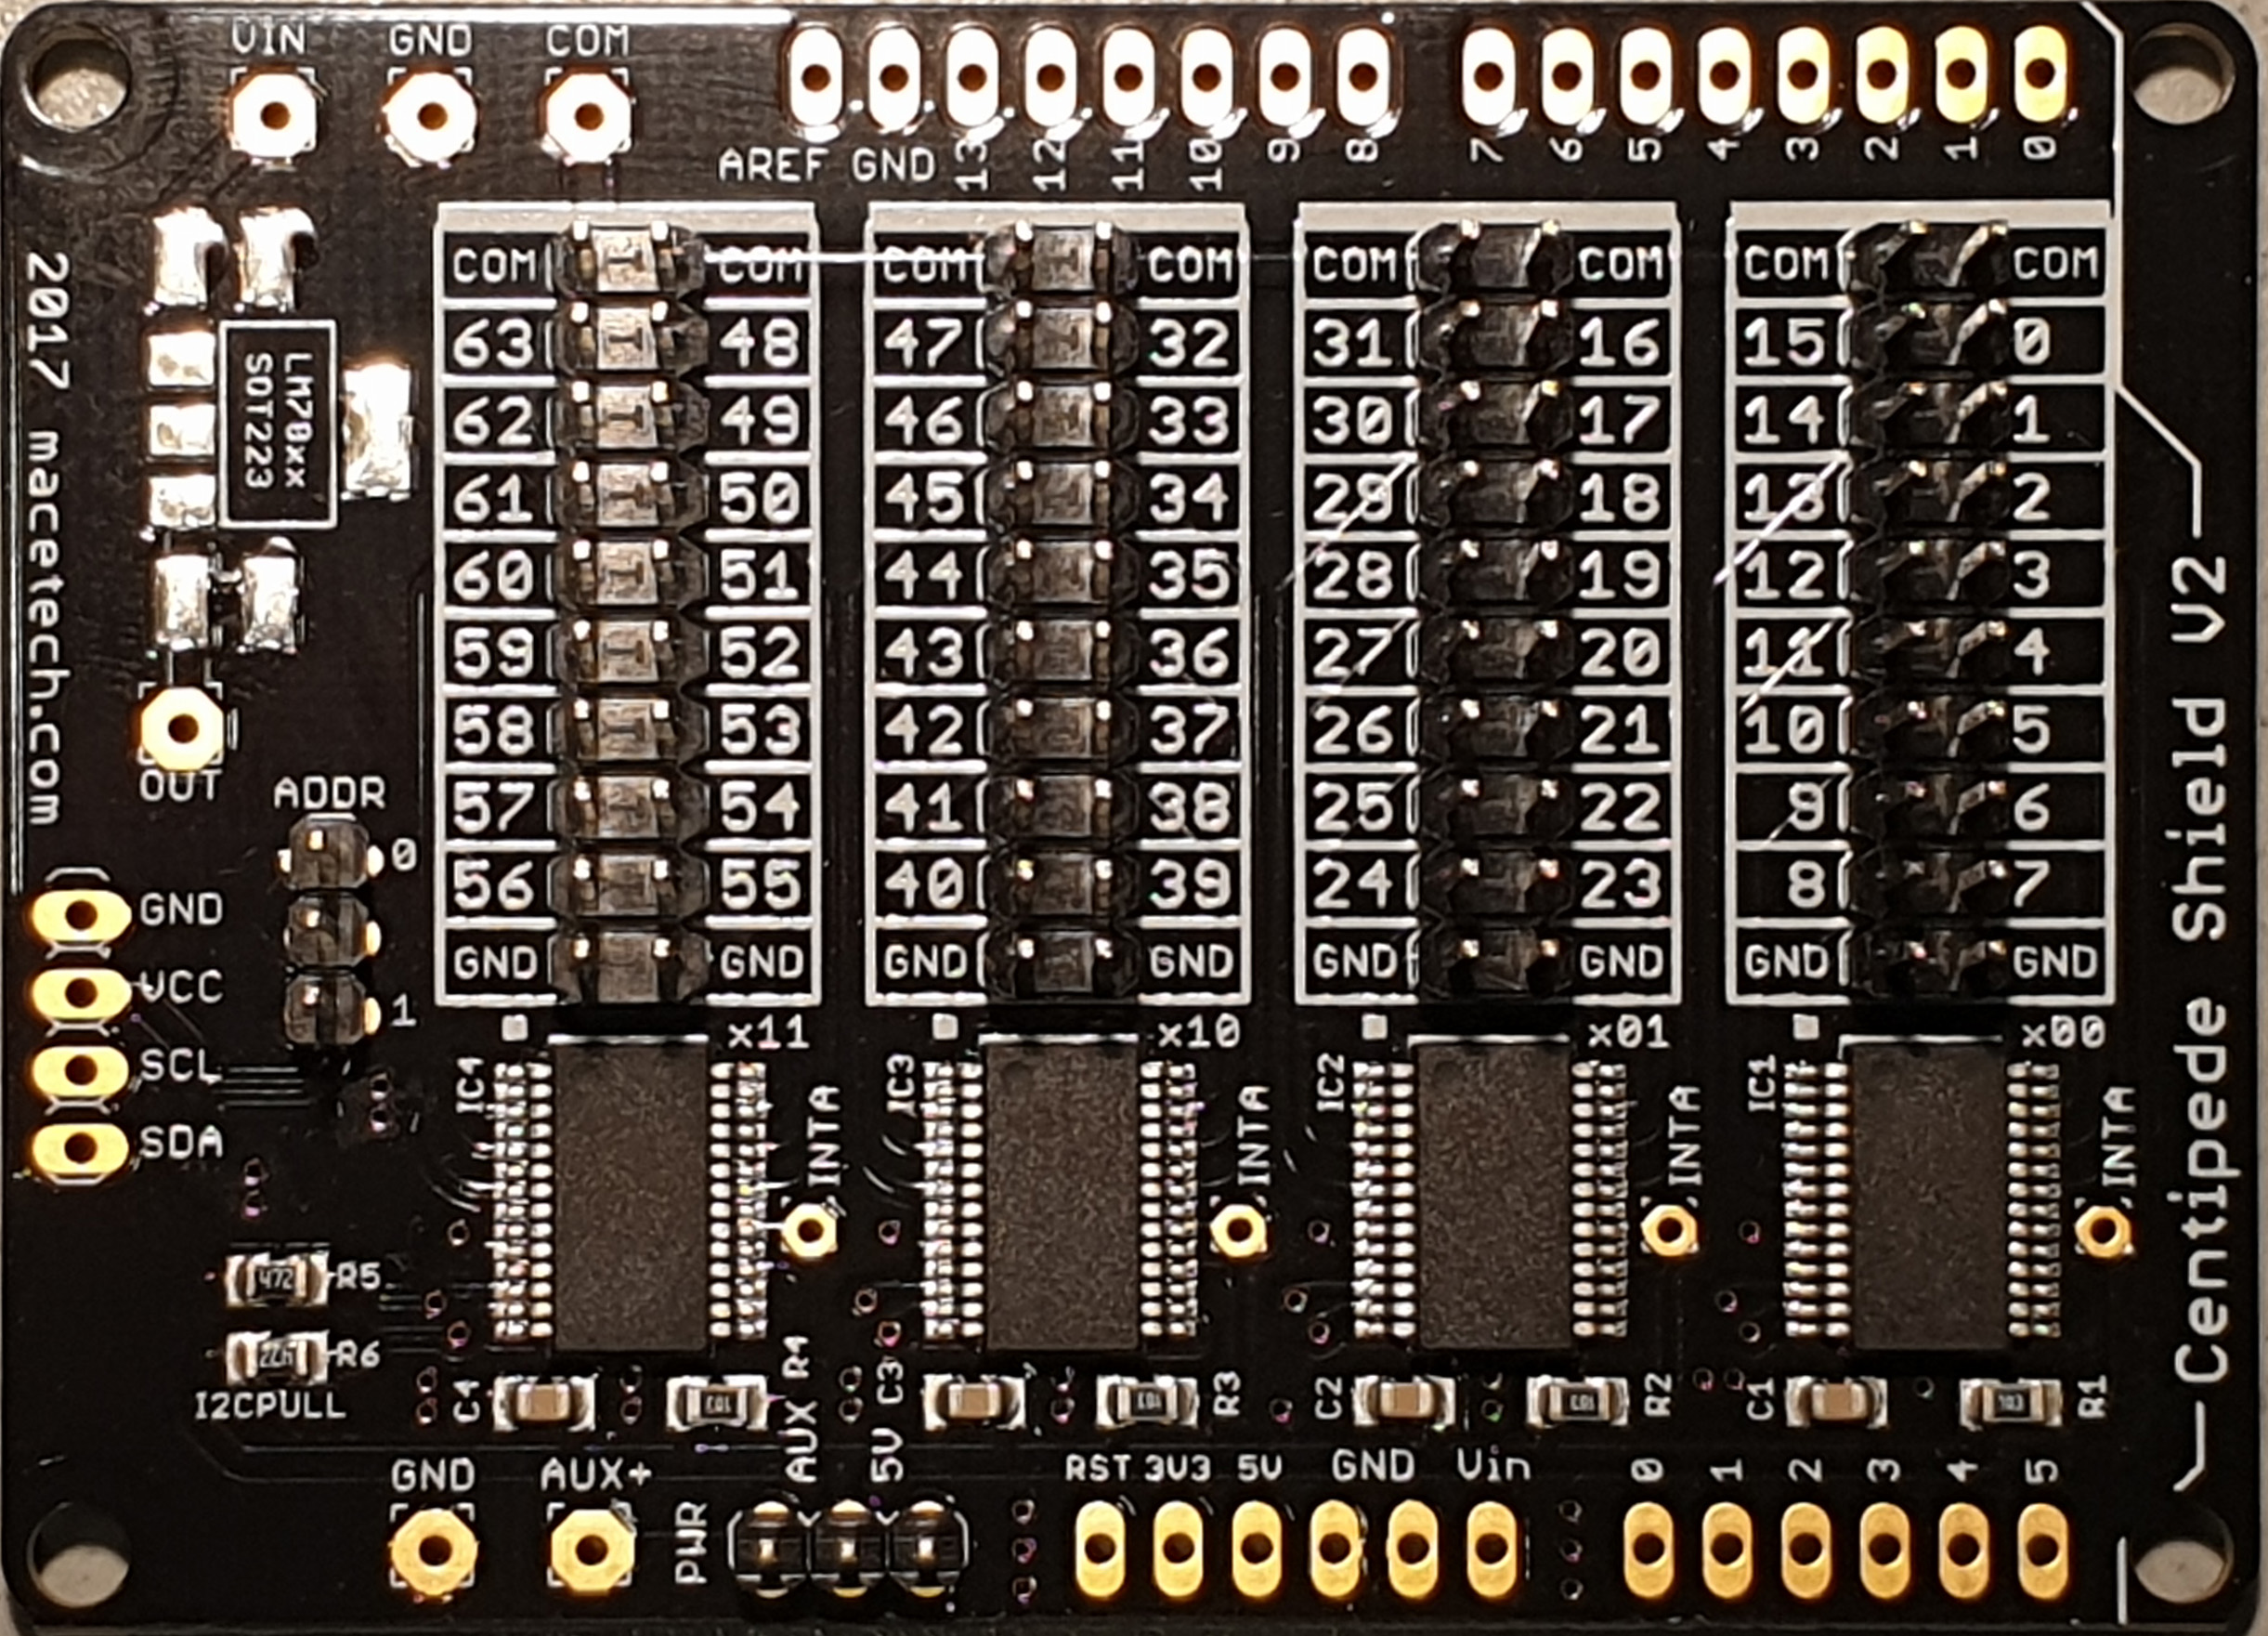 VIN GND COM
AREF GND 13 12 11 10 9 8 7 6 5 4 3 2 1 0
2017 macetech.com
LM78xx
SOT223
OUT
ADDR
0
1
GND
VCC
SCL
SDA
COM COM COM COM COM COM COM COM
63 48 47 32 31 16 15 0
62 49 46 33 30 17 14 1
61 50 45 34 29 18 13 2
60 51 44 35 28 19 12 3
59 52 43 36 27 20 11 4
58 53 42 37 26 21 10 5
57 54 41 38 25 22 9 6
56 55 40 39 24 23 8 7
GND GND GND GND GND GND GND GND
x11 x10 x01 x00
IC4 INTA IC3 INTA IC2 INTA IC1 INTA
472 R5
472 R6
I2CPULL
C4 103 R4 C3 103 R3 C2 103 R2 C1 103 R1
GND AUX+ PWR AUX 5V RST 3V3 5V GND Vin 0 1 2 3 4 5
Centipede Shield V2